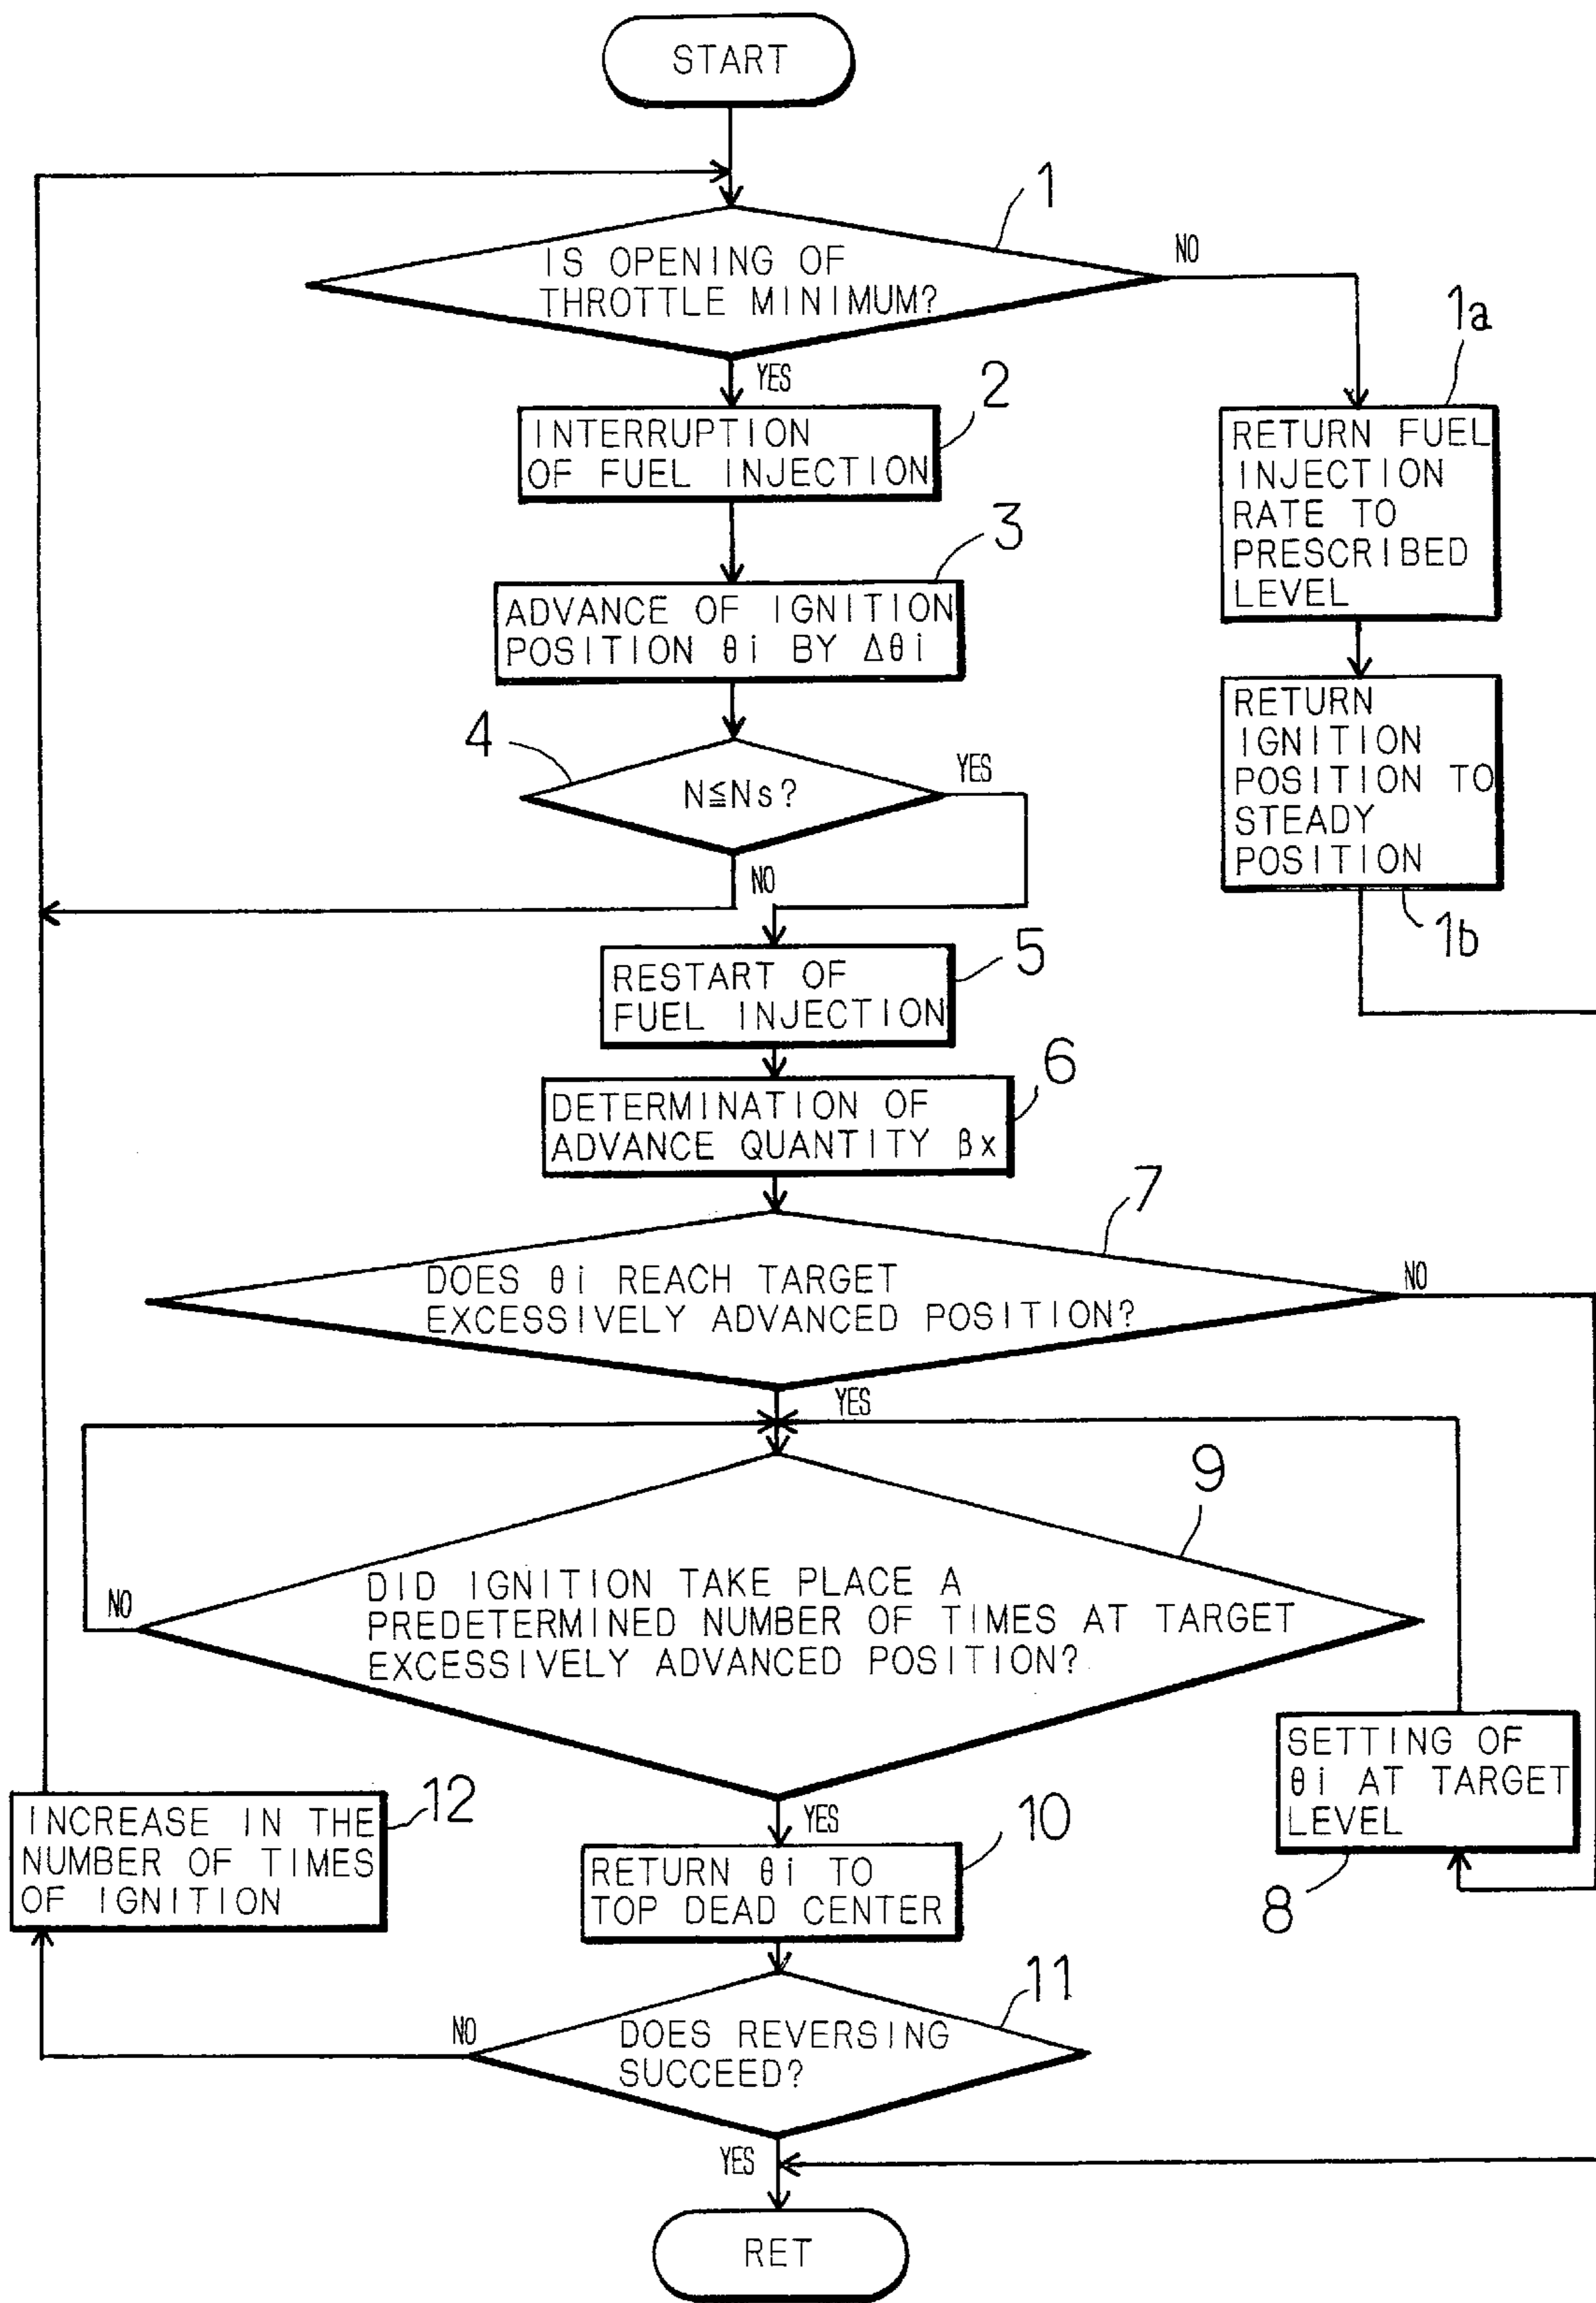 START
1
IS OPENING OF
THROTTLE MINIMUM?
NO
YES
1a
RETURN FUEL
INJECTION
RATE TO
PRESCRIBED
LEVEL
2
INTERRUPTION
OF FUEL INJECTION
3
ADVANCE OF IGNITION
POSITION θi BY Δθi
RETURN
IGNITION
POSITION TO
STEADY
POSITION
1b
4
N≦Ns?
YES
NO
5
RESTART OF
FUEL INJECTION
6
DETERMINATION OF
ADVANCE QUANTITY βx
7
DOES θi REACH TARGET
EXCESSIVELY ADVANCED POSITION?
NO
YES
9
DID IGNITION TAKE PLACE A
PREDETERMINED NUMBER OF TIMES AT TARGET
EXCESSIVELY ADVANCED POSITION?
NO
YES
SETTING OF
θi AT TARGET
LEVEL
8
12
INCREASE IN THE
NUMBER OF TIMES
OF IGNITION
10
RETURN θi TO
TOP DEAD CENTER
11
DOES REVERSING
SUCCEED?
NO
YES
RET